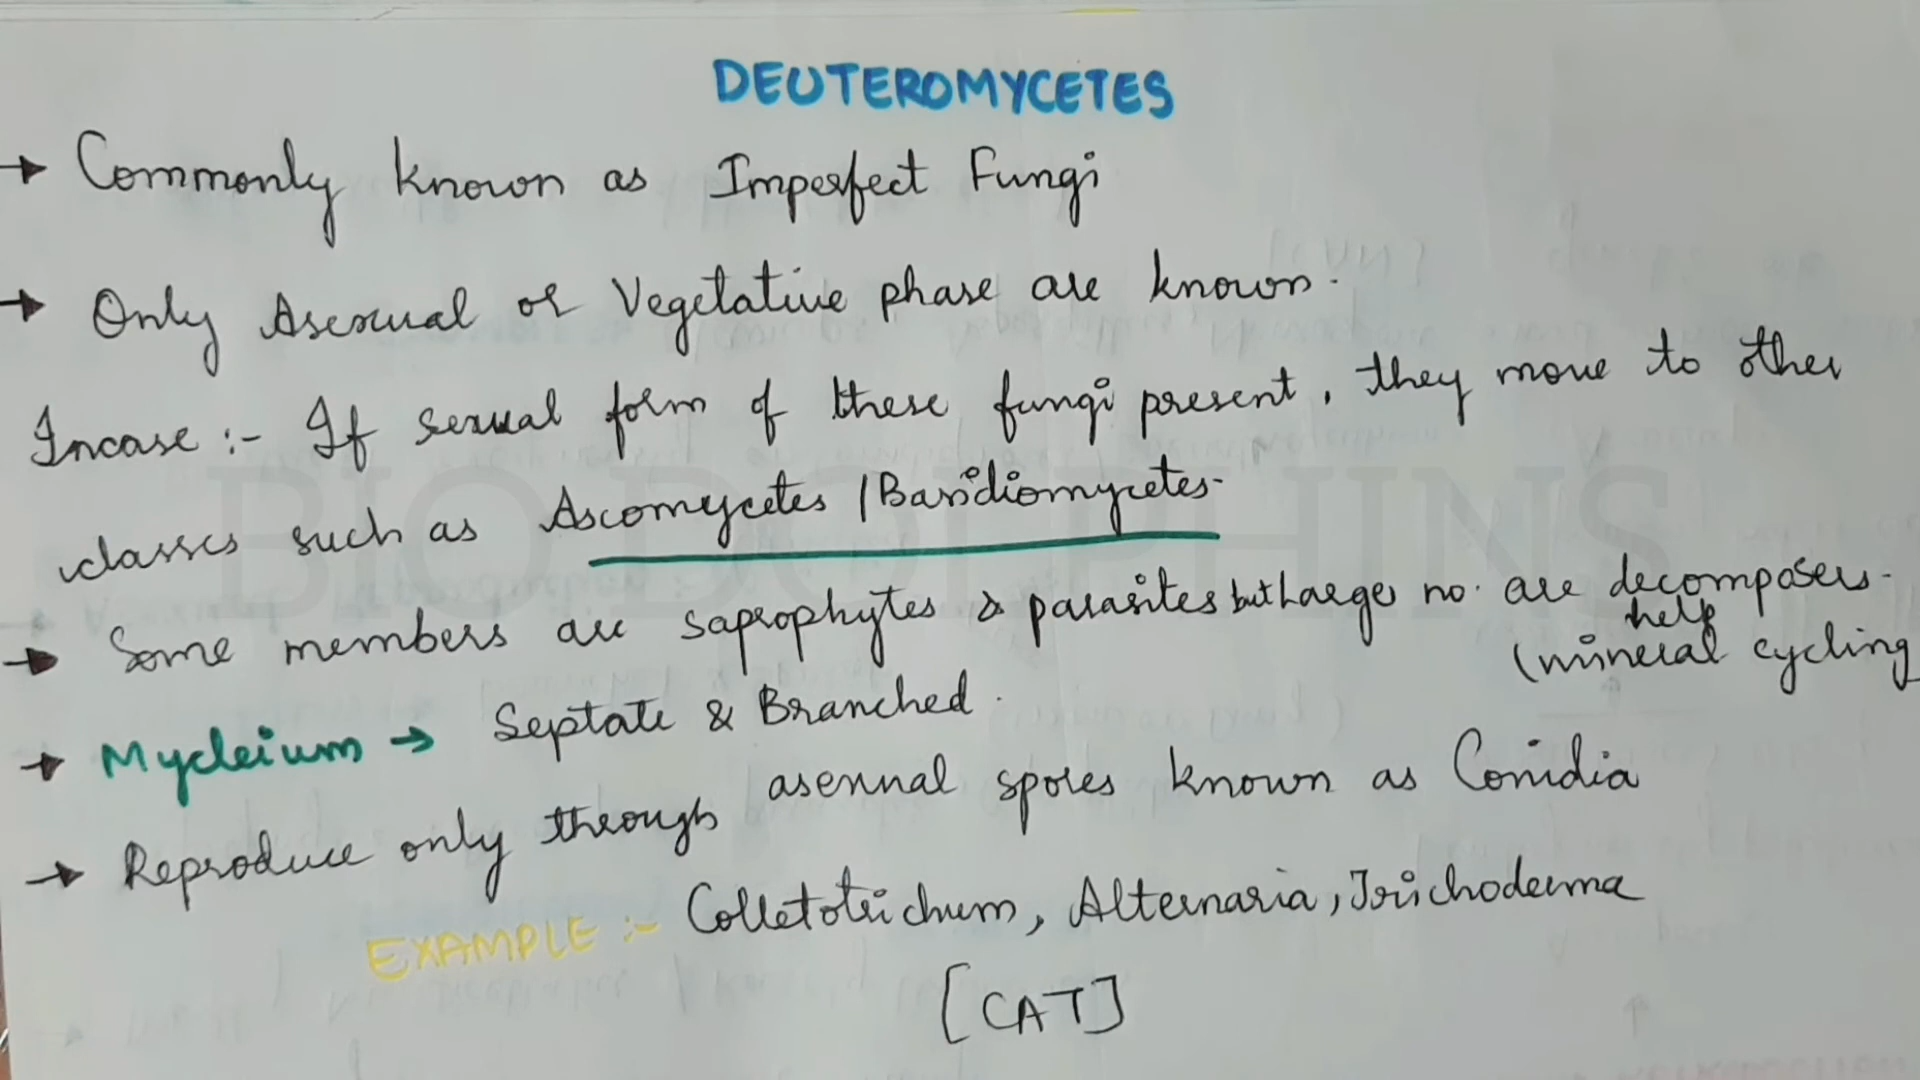 DEUTEROMYCETES
→ Commonly known as Imperfect Fungi
→ Only Asexual or Vegetative phase are known.
Incase :- If sexual form of these fungi present, they move to other
classes such as Ascomycetes / Basidiomycetes.
→ Some members are saprophytes & parasites but Large no. are decomposers.
help
(mineral cycling
→ Mycleium → Septate & Branched.
→ Reproduce only through asexual spores known as Conidia
EXAMPLE :- Colletotrichum, Alternaria, Trichoderma
[CAT]
BIO DOLPHINS